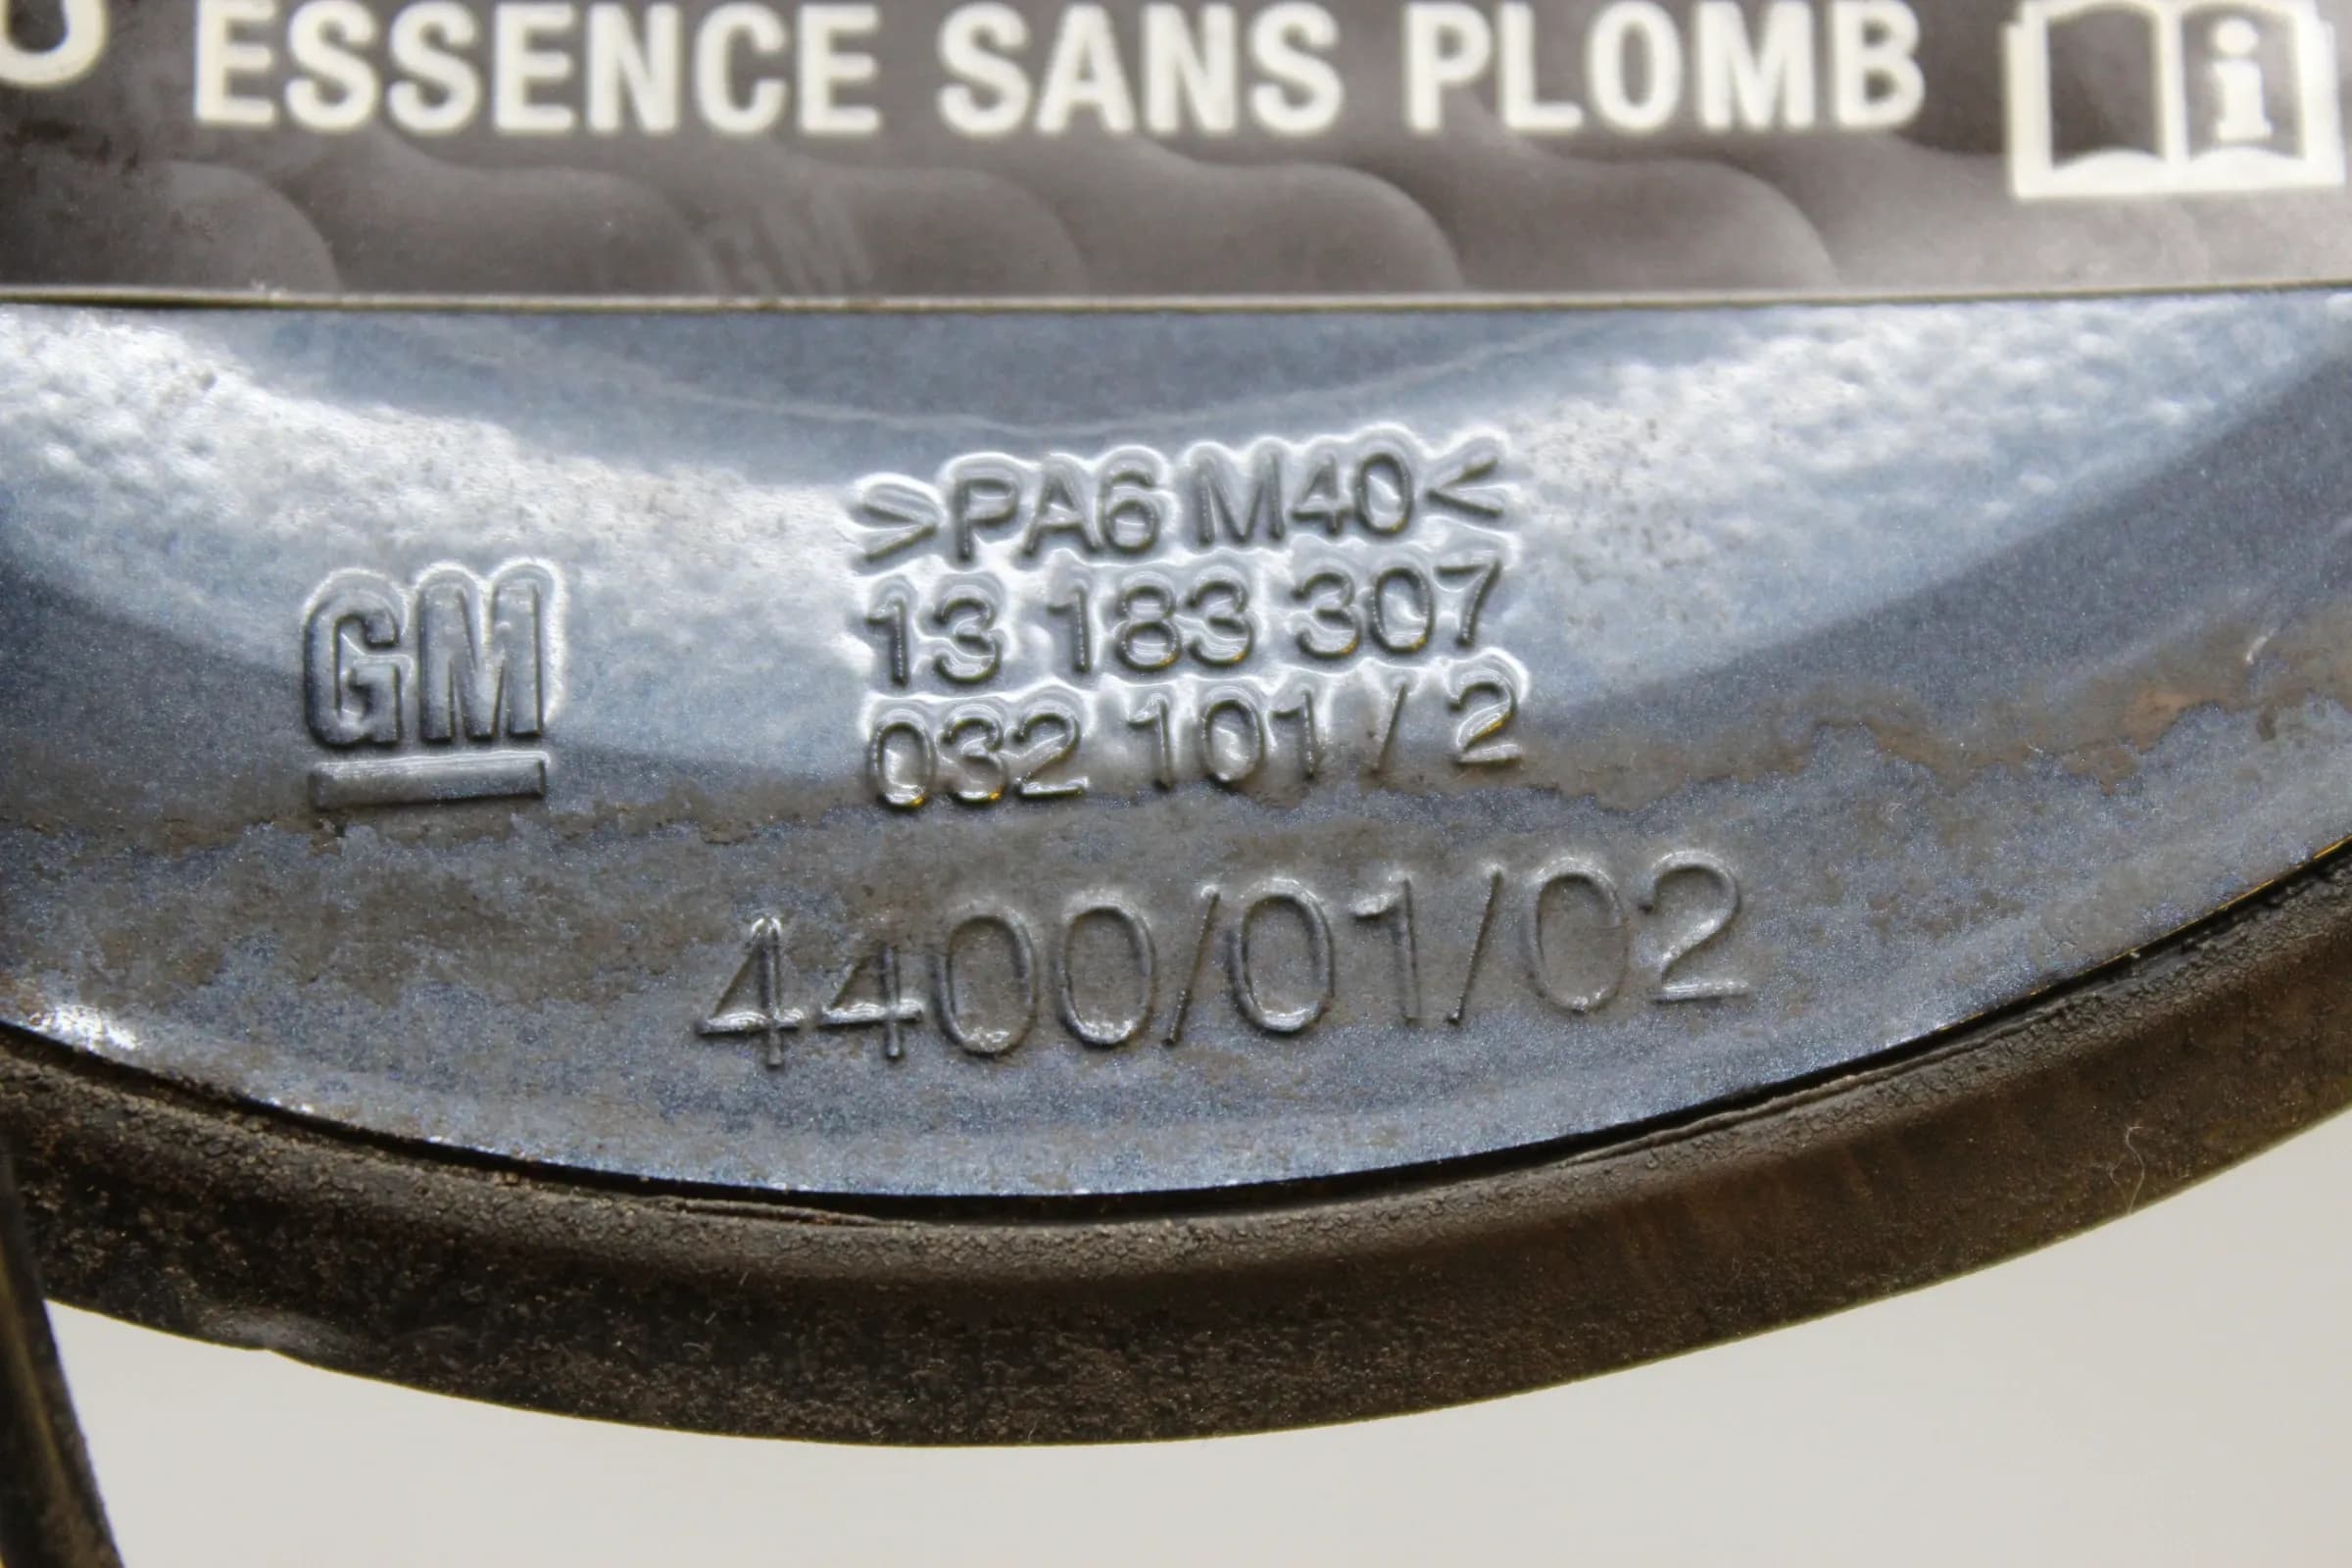 ESSENCE SANS PLOMB
i
GM
>PA6 M40<
13 183 307
032 101 / 2
4400/01/02